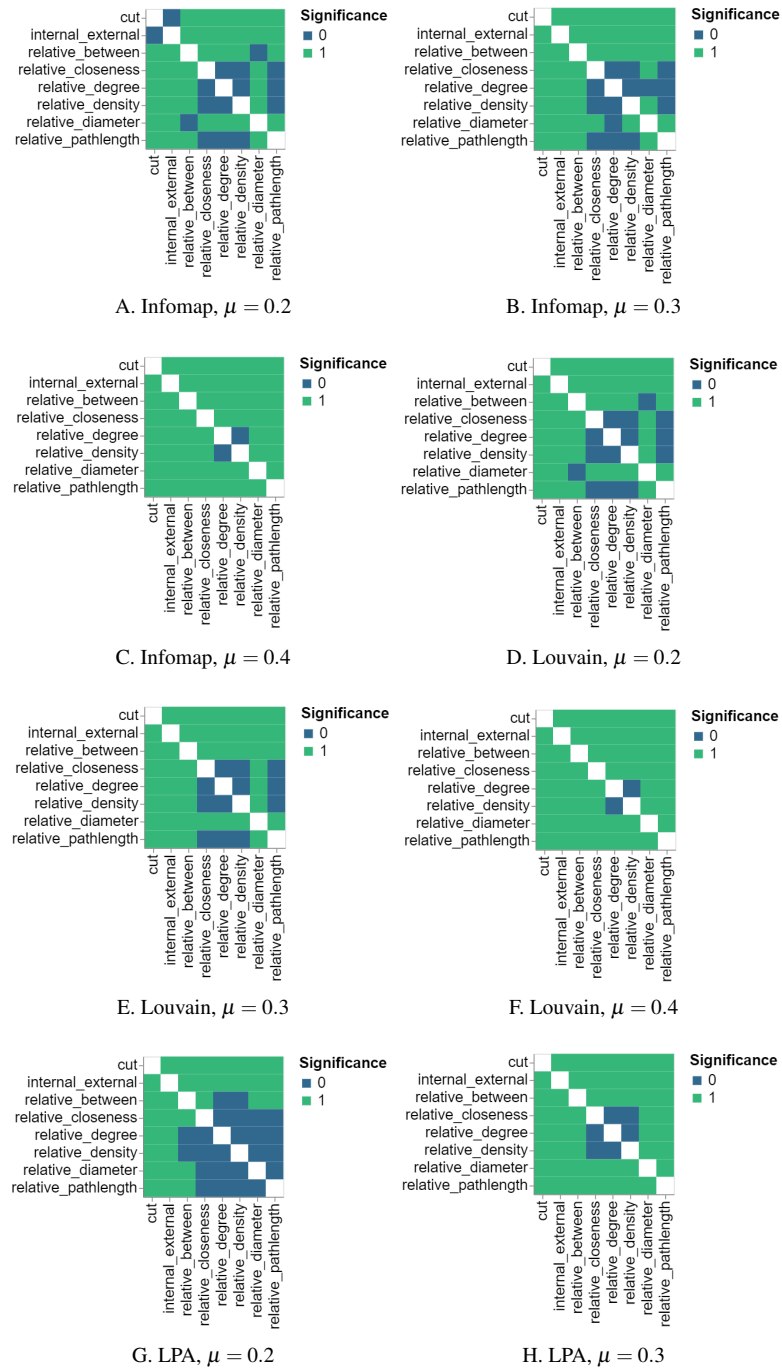 cut
internal_external
relative_between
relative_closeness
relative_degree
relative_density
relative_diameter
relative_pathlength
Significance
0
1
cut
internal_external
relative_between
relative_closeness
relative_degree
relative_density
relative_diameter
relative_pathlength
A. Infomap, μ = 0.2
cut
internal_external
relative_between
relative_closeness
relative_degree
relative_density
relative_diameter
relative_pathlength
Significance
0
1
cut
internal_external
relative_between
relative_closeness
relative_degree
relative_density
relative_diameter
relative_pathlength
B. Infomap, μ = 0.3
cut
internal_external
relative_between
relative_closeness
relative_degree
relative_density
relative_diameter
relative_pathlength
Significance
0
1
cut
internal_external
relative_between
relative_closeness
relative_degree
relative_density
relative_diameter
relative_pathlength
C. Infomap, μ = 0.4
cut
internal_external
relative_between
relative_closeness
relative_degree
relative_density
relative_diameter
relative_pathlength
Significance
0
1
cut
internal_external
relative_between
relative_closeness
relative_degree
relative_density
relative_diameter
relative_pathlength
D. Louvain, μ = 0.2
cut
internal_external
relative_between
relative_closeness
relative_degree
relative_density
relative_diameter
relative_pathlength
Significance
0
1
cut
internal_external
relative_between
relative_closeness
relative_degree
relative_density
relative_diameter
relative_pathlength
E. Louvain, μ = 0.3
cut
internal_external
relative_between
relative_closeness
relative_degree
relative_density
relative_diameter
relative_pathlength
Significance
0
1
cut
internal_external
relative_between
relative_closeness
relative_degree
relative_density
relative_diameter
relative_pathlength
F. Louvain, μ = 0.4
cut
internal_external
relative_between
relative_closeness
relative_degree
relative_density
relative_diameter
relative_pathlength
Significance
0
1
cut
internal_external
relative_between
relative_closeness
relative_degree
relative_density
relative_diameter
relative_pathlength
G. LPA, μ = 0.2
cut
internal_external
relative_between
relative_closeness
relative_degree
relative_density
relative_diameter
relative_pathlength
Significance
0
1
cut
internal_external
relative_between
relative_closeness
relative_degree
relative_density
relative_diameter
relative_pathlength
H. LPA, μ = 0.3